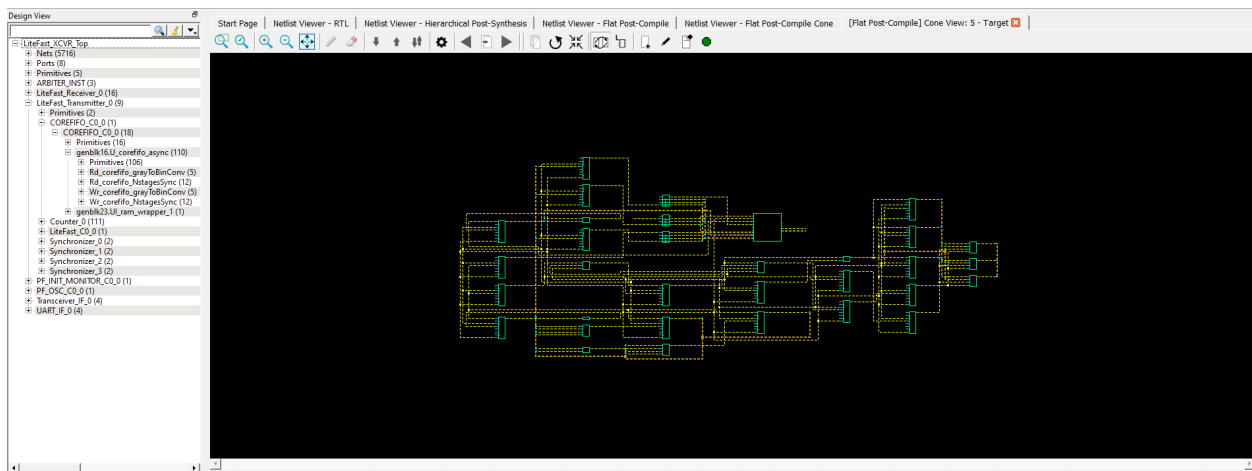 Design View
Start Page
Netlist Viewer - RTL
Netlist Viewer - Hierarchical Post-Synthesis
Netlist Viewer - Flat Post-Compile
Netlist Viewer - Flat Post-Compile Cone
[Flat Post-Compile] Cone View: 5 - Target
LiteFast_XCVR_Top
Nets (5716)
Ports (8)
Primitives (5)
ARBITER_INST (3)
LiteFast_Receiver_0 (16)
LiteFast_Transmitter_0 (9)
Primitives (2)
COREFIFO_C0_0 (1)
COREFIFO_C0_0 (18)
Primitives (16)
genblk16.U_corefifo_async (110)
Primitives (106)
Rd_corefifo_grayToBinConv (5)
Rd_corefifo_NstagesSync (12)
Wr_corefifo_grayToBinConv (5)
Wr_corefifo_NstagesSync (12)
genblk23.UI_ram_wrapper_1 (1)
Counter_0 (111)
LiteFast_C0_0 (1)
Synchronizer_0 (2)
Synchronizer_1 (2)
Synchronizer_2 (2)
Synchronizer_3 (2)
PF_INIT_MONITOR_C0_0 (1)
PF_OSC_C0_0 (1)
Transceiver_IF_0 (4)
UART_IF_0 (4)